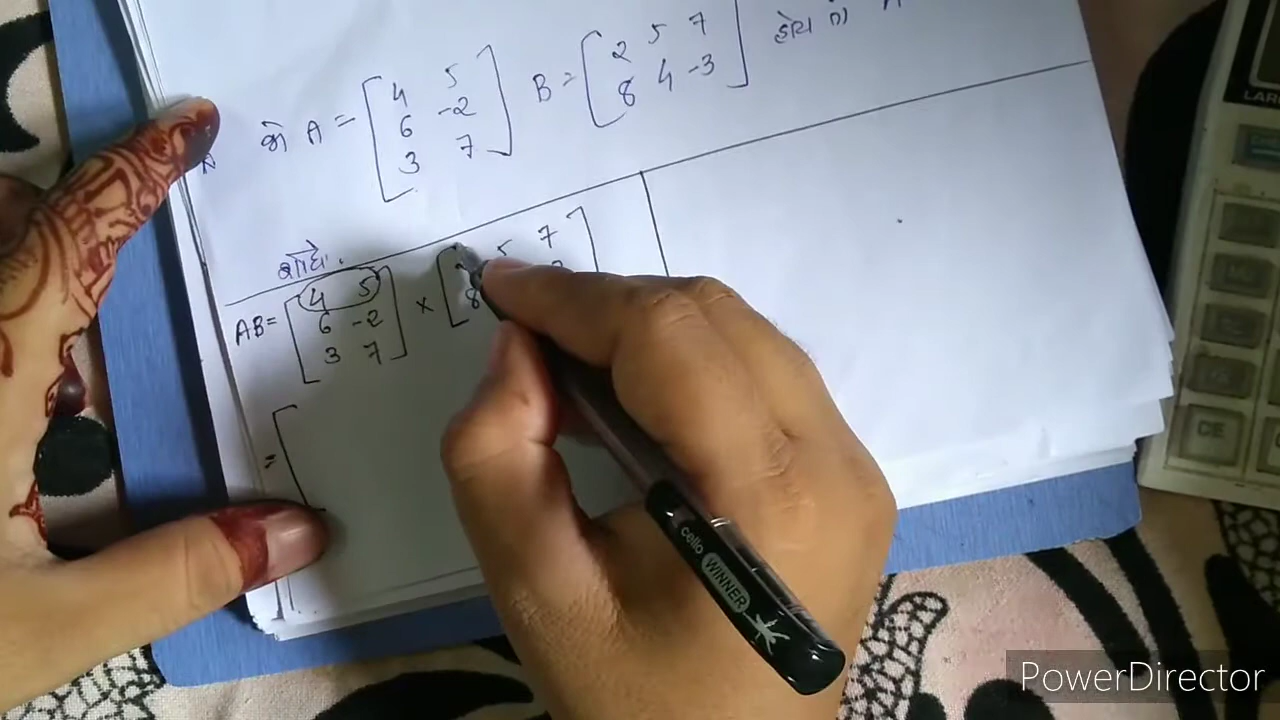 A = [ 4 5 B = [ 2 5 7 ]
6 -2 8 4 -3
3 7 ]
AB = [ 4 5 ] × [ 5 7 ]
6 -2 8
3 7
= [
CE
cello WINNER
PowerDirector